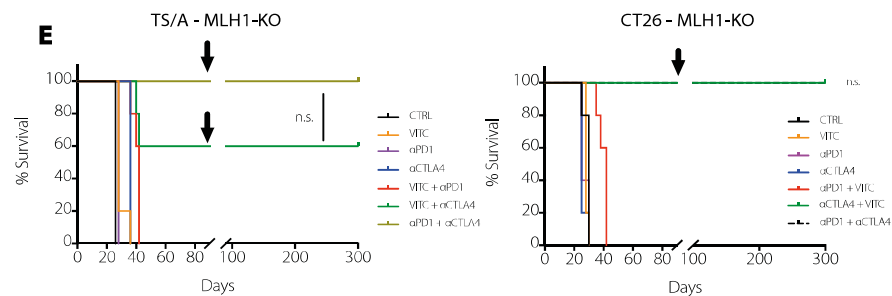 E
TS/A - MLH1-KO
% Survival
100
80
60
40
20
0
n.s.
0 20 40 60 80 100 200 300
Days
CTRL
VITC
αPD1
αCTLA4
VITC + αPD1
VITC + αCTLA4
αPD1 + αCTLA4
CT26 - MLH1-KO
% Survival
100
80
60
40
20
0
n.s.
0 20 40 60 80 100 200 300
Days
CTRL
VITC
αPD1
αCTLA4
αPD1 + VITC
αCTLA4 + VITC
αPD1 + αCTLA4